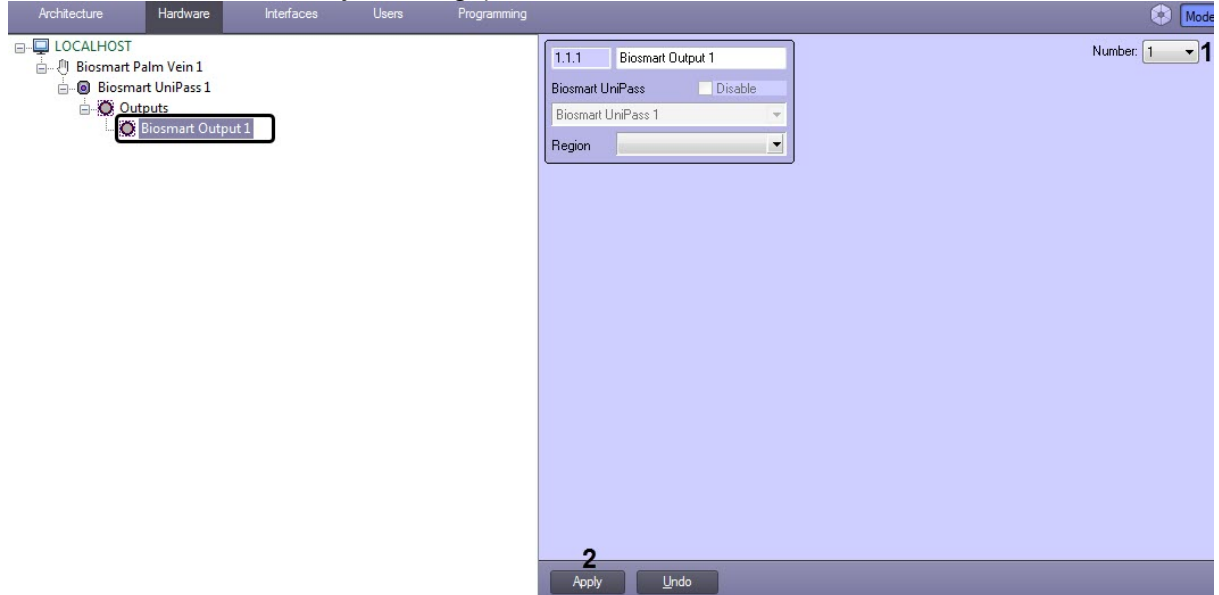 Architecture Hardware Interfaces Users Programming Mode
LOCALHOST
Biosmart Palm Vein 1
Biosmart UniPass 1
Outputs
Biosmart Output 1
1.1.1 Biosmart Output 1
Biosmart UniPass Disable
Biosmart UniPass 1
Region
Number: 1 1
2
Apply Undo